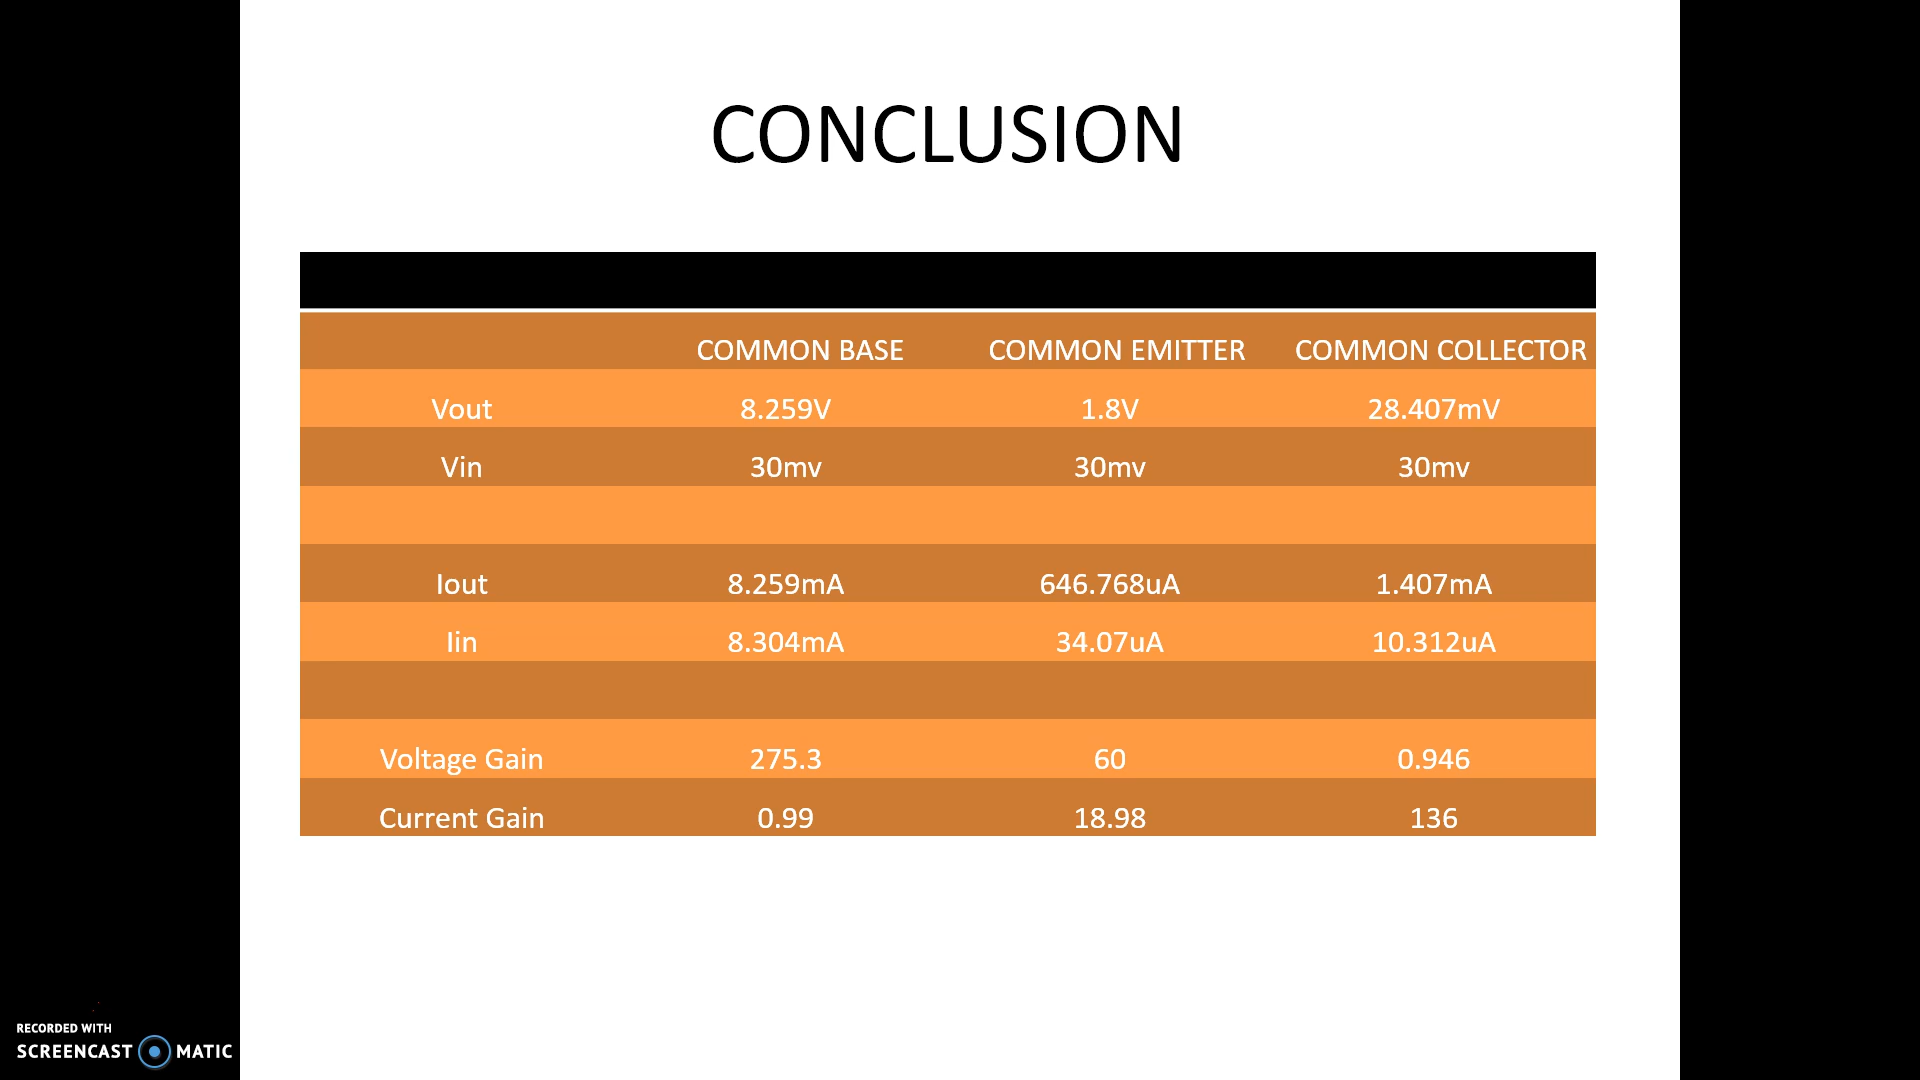 CONCLUSION
COMMON BASE COMMON EMITTER COMMON COLLECTOR
Vout 8.259V 1.8V 28.407mV
Vin 30mv 30mv 30mv
Iout 8.259mA 646.768uA 1.407mA
Iin 8.304mA 34.07uA 10.312uA
Voltage Gain 275.3 60 0.946
Current Gain 0.99 18.98 136
RECORDED WITH
SCREENCAST MATIC